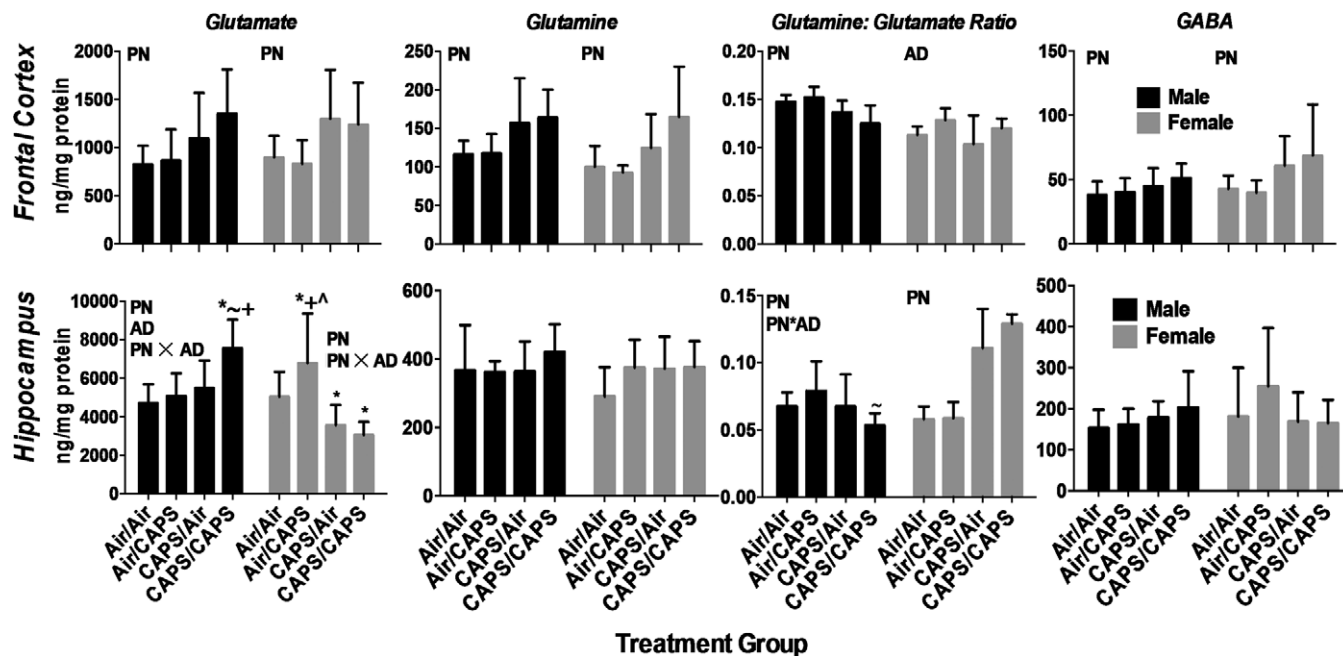 Glutamate
Glutamine
Glutamine: Glutamate Ratio
GABA
Frontal Cortex
ng/mg protein
2000
1500
1000
500
0
PN
PN
250
200
150
100
50
0
PN
PN
0.20
0.15
0.10
0.05
0.00
PN
AD
150
100
50
0
PN
PN
Male
Female
Hippocampus
ng/mg protein
10000
8000
6000
4000
2000
0
PN
AD
PN × AD
*~+
*+^
PN
PN × AD
*
*
600
400
200
0
0.15
0.10
0.05
0.00
PN
PN*AD
~
PN
500
400
300
200
100
0
Male
Female
Air/Air
Air/CAPS
CAPS/Air
CAPS/CAPS
Air/Air
Air/CAPS
CAPS/Air
CAPS/CAPS
Air/Air
Air/CAPS
CAPS/Air
CAPS/CAPS
Air/Air
Air/CAPS
CAPS/Air
CAPS/CAPS
Air/Air
Air/CAPS
CAPS/Air
CAPS/CAPS
Air/Air
Air/CAPS
CAPS/Air
CAPS/CAPS
Air/Air
Air/CAPS
CAPS/Air
CAPS/CAPS
Air/Air
Air/CAPS
CAPS/Air
CAPS/CAPS
Treatment Group